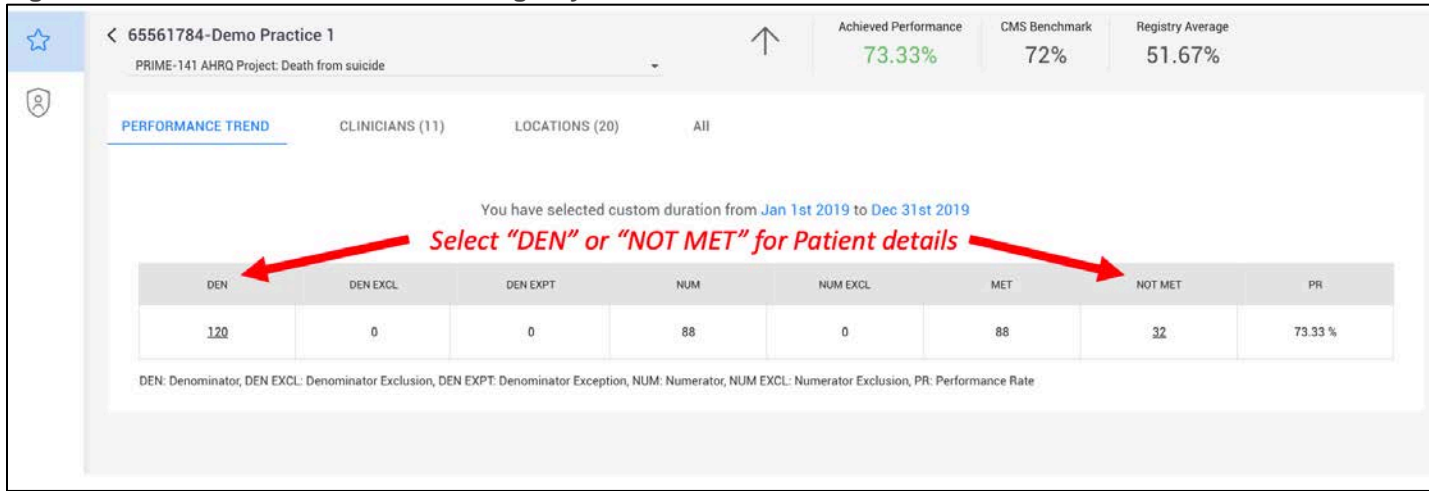 65561784-Demo Practice 1
PRIME-141 AHRQ Project: Death from suicide
Achieved Performance CMS Benchmark Registry Average
73.33% 72% 51.67%
PERFORMANCE TREND CLINICIANS (11) LOCATIONS (20) All
You have selected custom duration from Jan 1st 2019 to Dec 31st 2019
Select “DEN” or “NOT MET” for Patient details
DEN DEN EXCL DEN EXPT NUM NUM EXCL MET NOT MET PR
120 0 0 88 0 88 32 73.33 %
DEN: Denominator, DEN EXCL: Denominator Exclusion, DEN EXPT: Denominator Exception, NUM: Numerator, NUM EXCL: Numerator Exclusion, PR: Performance Rate